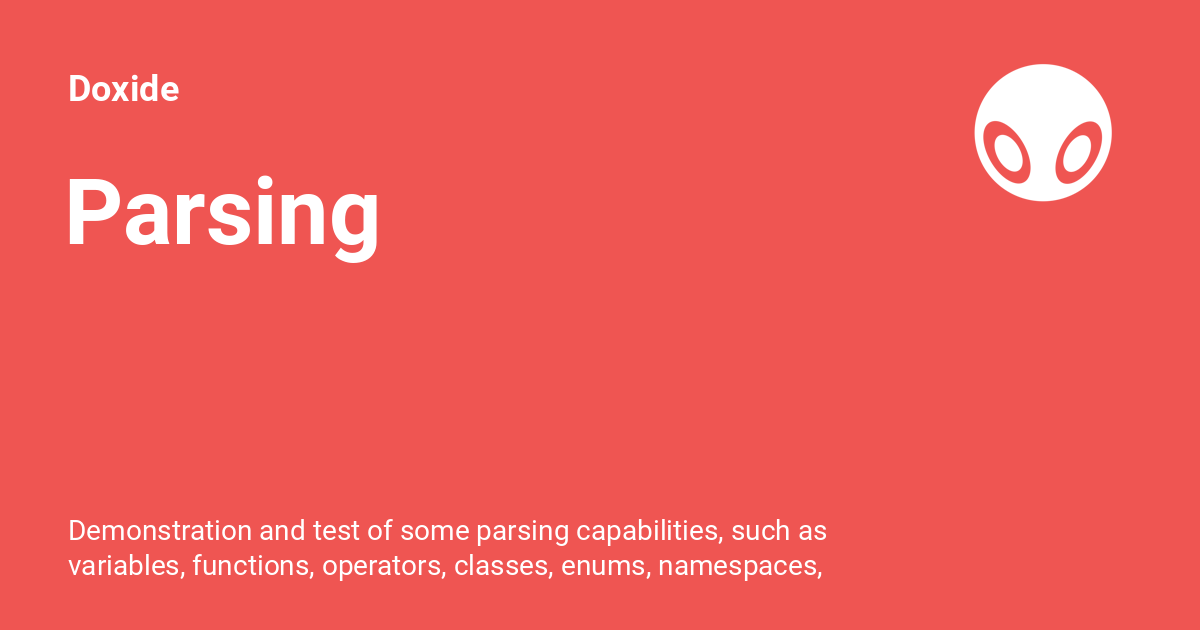 Doxide
Parsing
Demonstration and test of some parsing capabilities, such as
variables, functions, operators, classes, enums, namespaces,